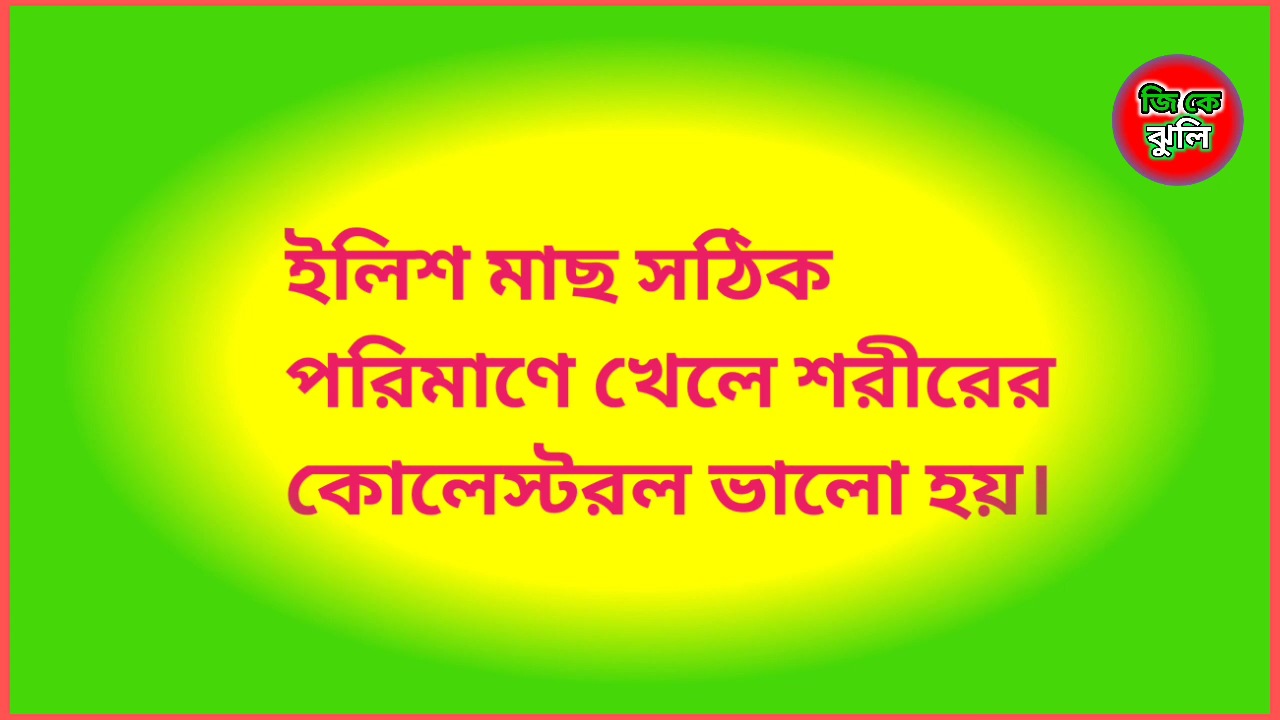 জি কে
ঝুলি
ইলিশ মাছ সঠিক
পরিমাণে খেলে শরীরের
কোলেস্টরল ভালো হয়।